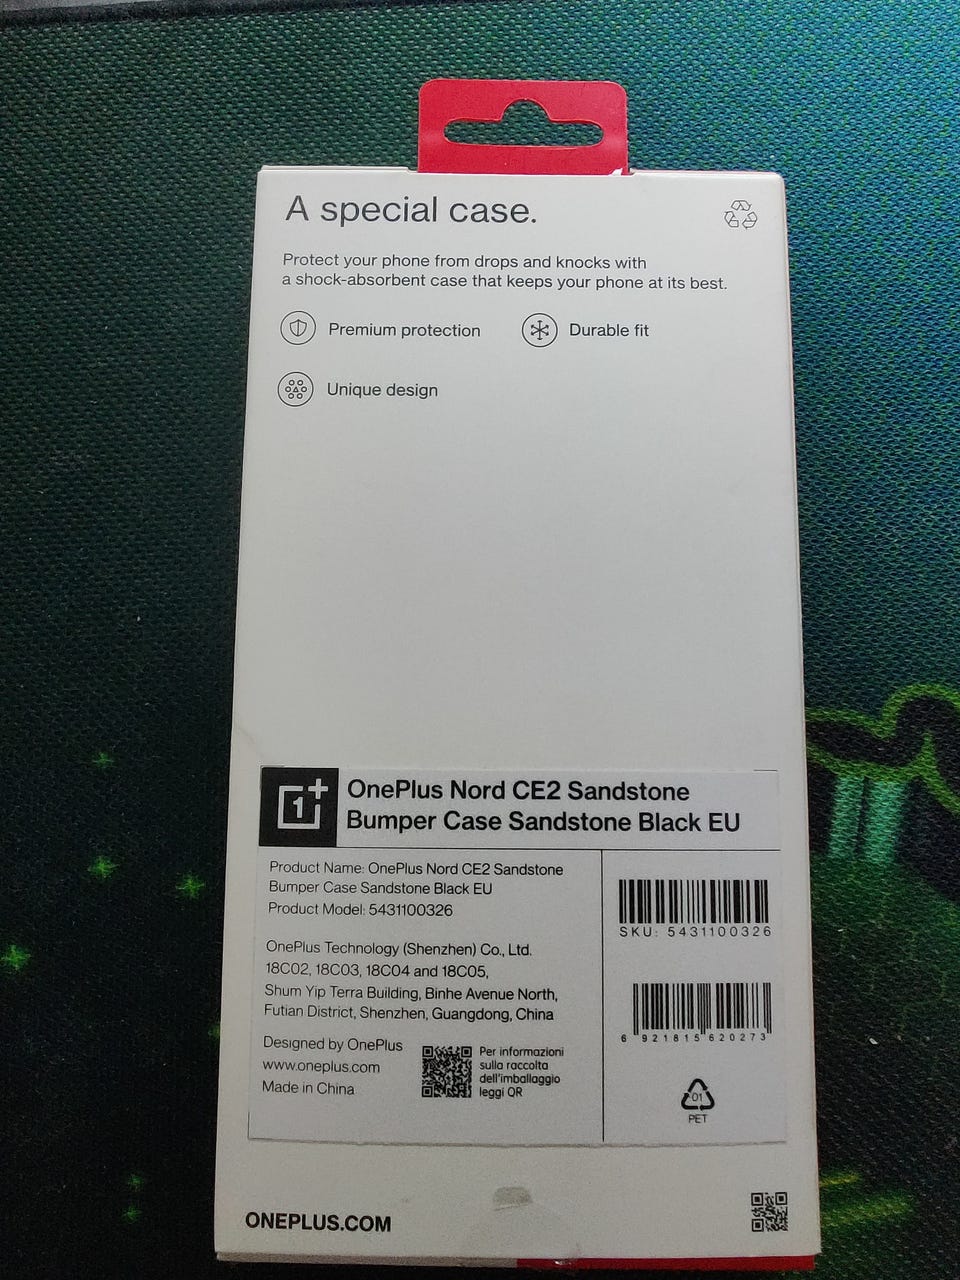 A special case.
Protect your phone from drops and knocks with
a shock-absorbent case that keeps your phone at its best.
Premium protection
Durable fit
Unique design
OnePlus Nord CE2 Sandstone
Bumper Case Sandstone Black EU
Product Name: OnePlus Nord CE2 Sandstone
Bumper Case Sandstone Black EU
Product Model: 5431100326
OnePlus Technology (Shenzhen) Co., Ltd.
18C02, 18C03, 18C04 and 18C05,
Shum Yip Terra Building, Binhe Avenue North,
Futian District, Shenzhen, Guangdong, China
Designed by OnePlus
www.oneplus.com
Made in China
Per informazioni
sulla raccolta
dell'imballaggio
leggi QR
SKU: 5431100326
6 921815 620273
01
PET
ONEPLUS.COM